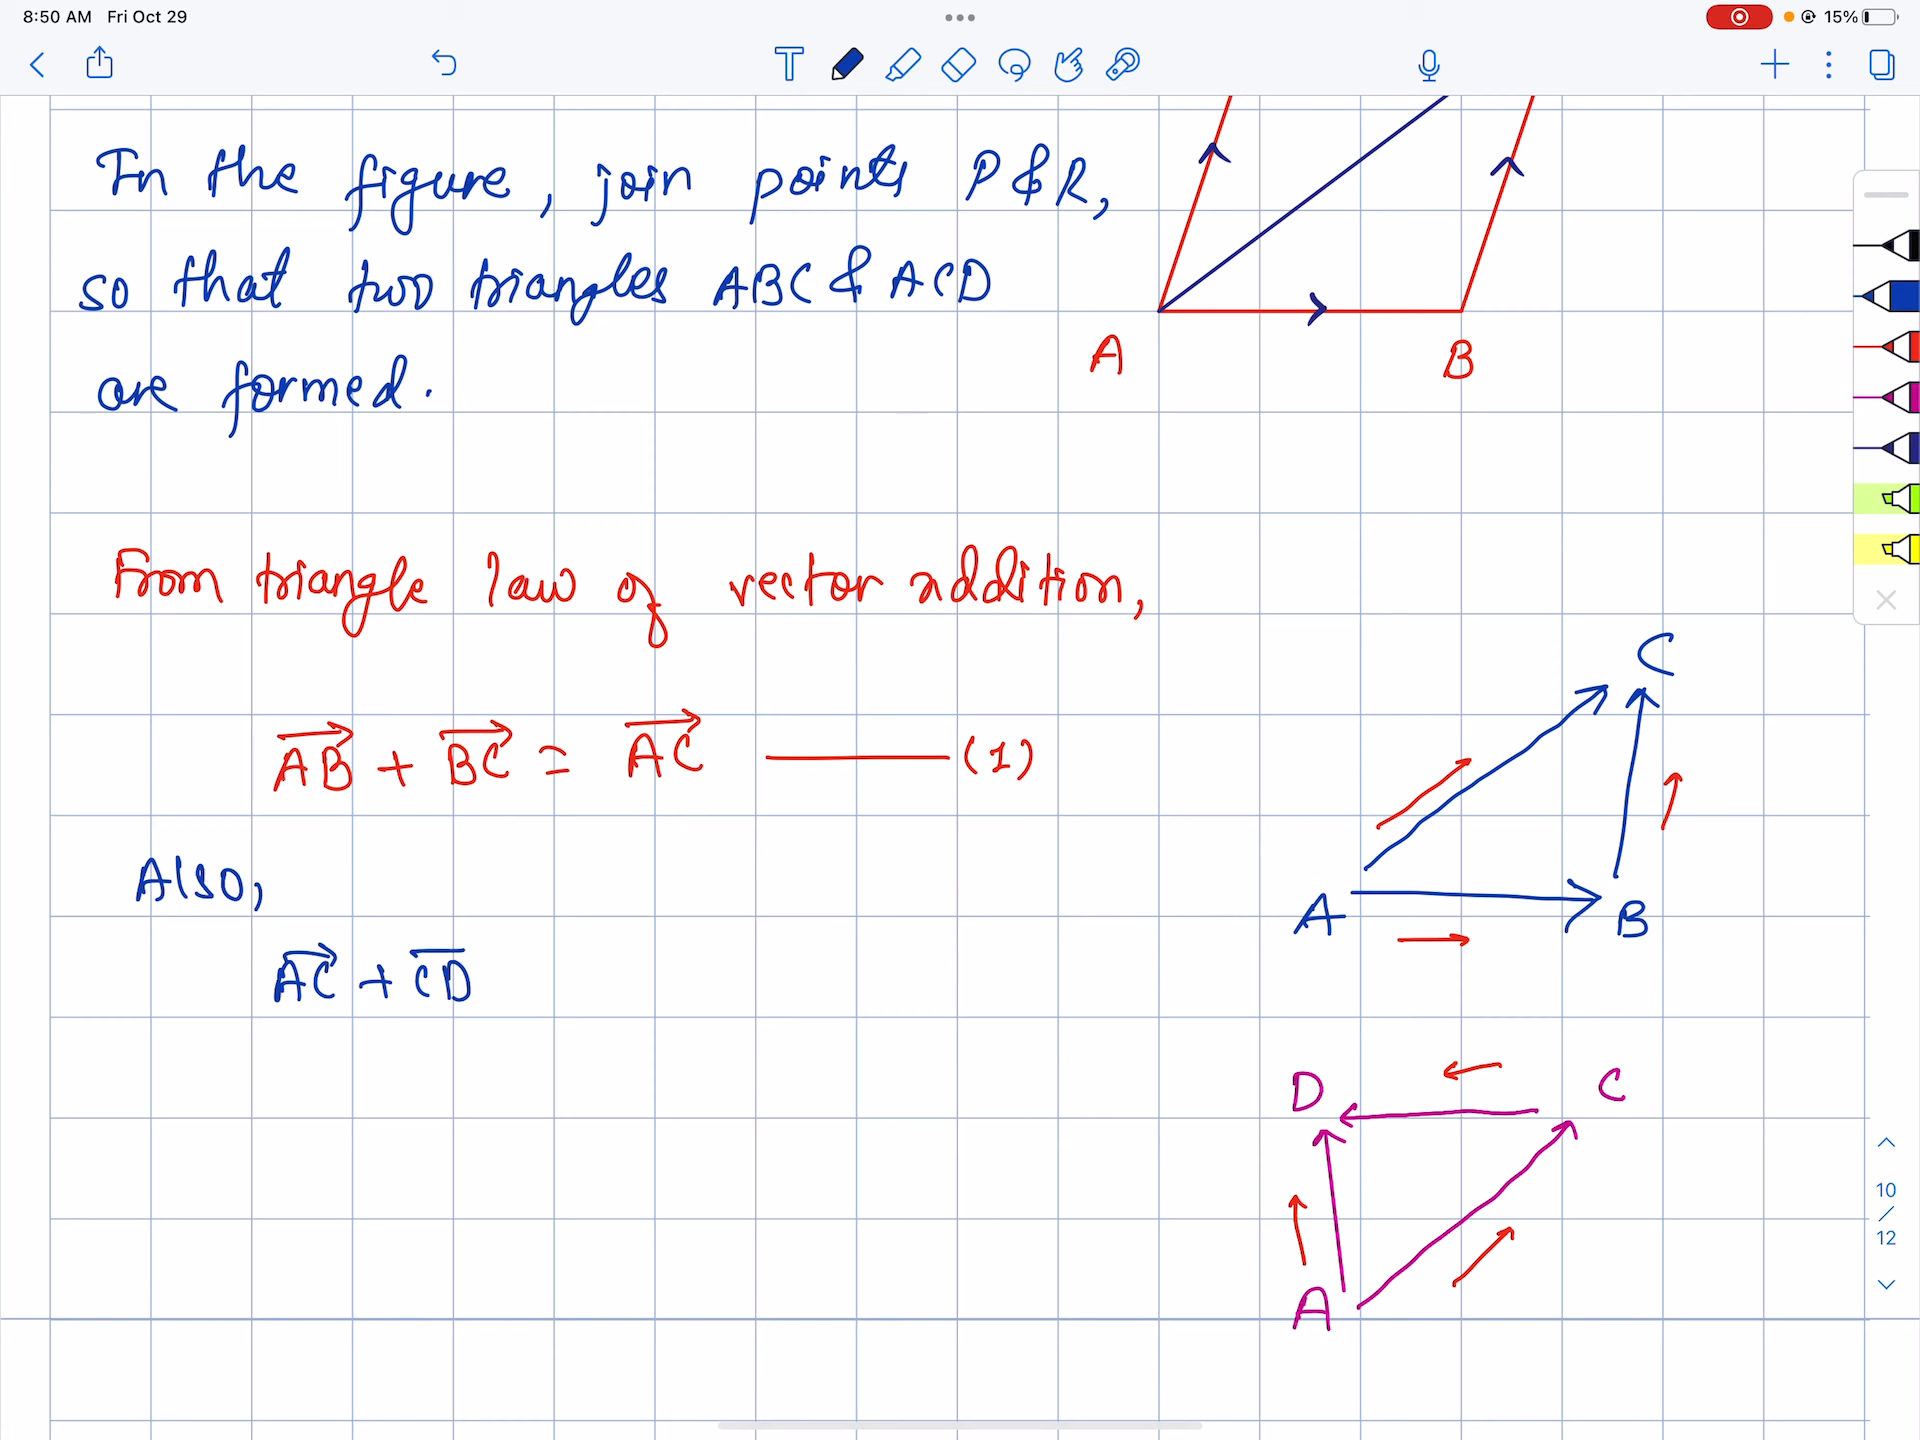 8:50 AM Fri Oct 29
15%
T
In the figure, join points P & R,
so that two triangles ABC & ACD
are formed.
A
B
From triangle law of vector addition,
C
AB + BC = AC ——— (1)
Also,
A
B
AC + CD
D
C
10
/
12
A